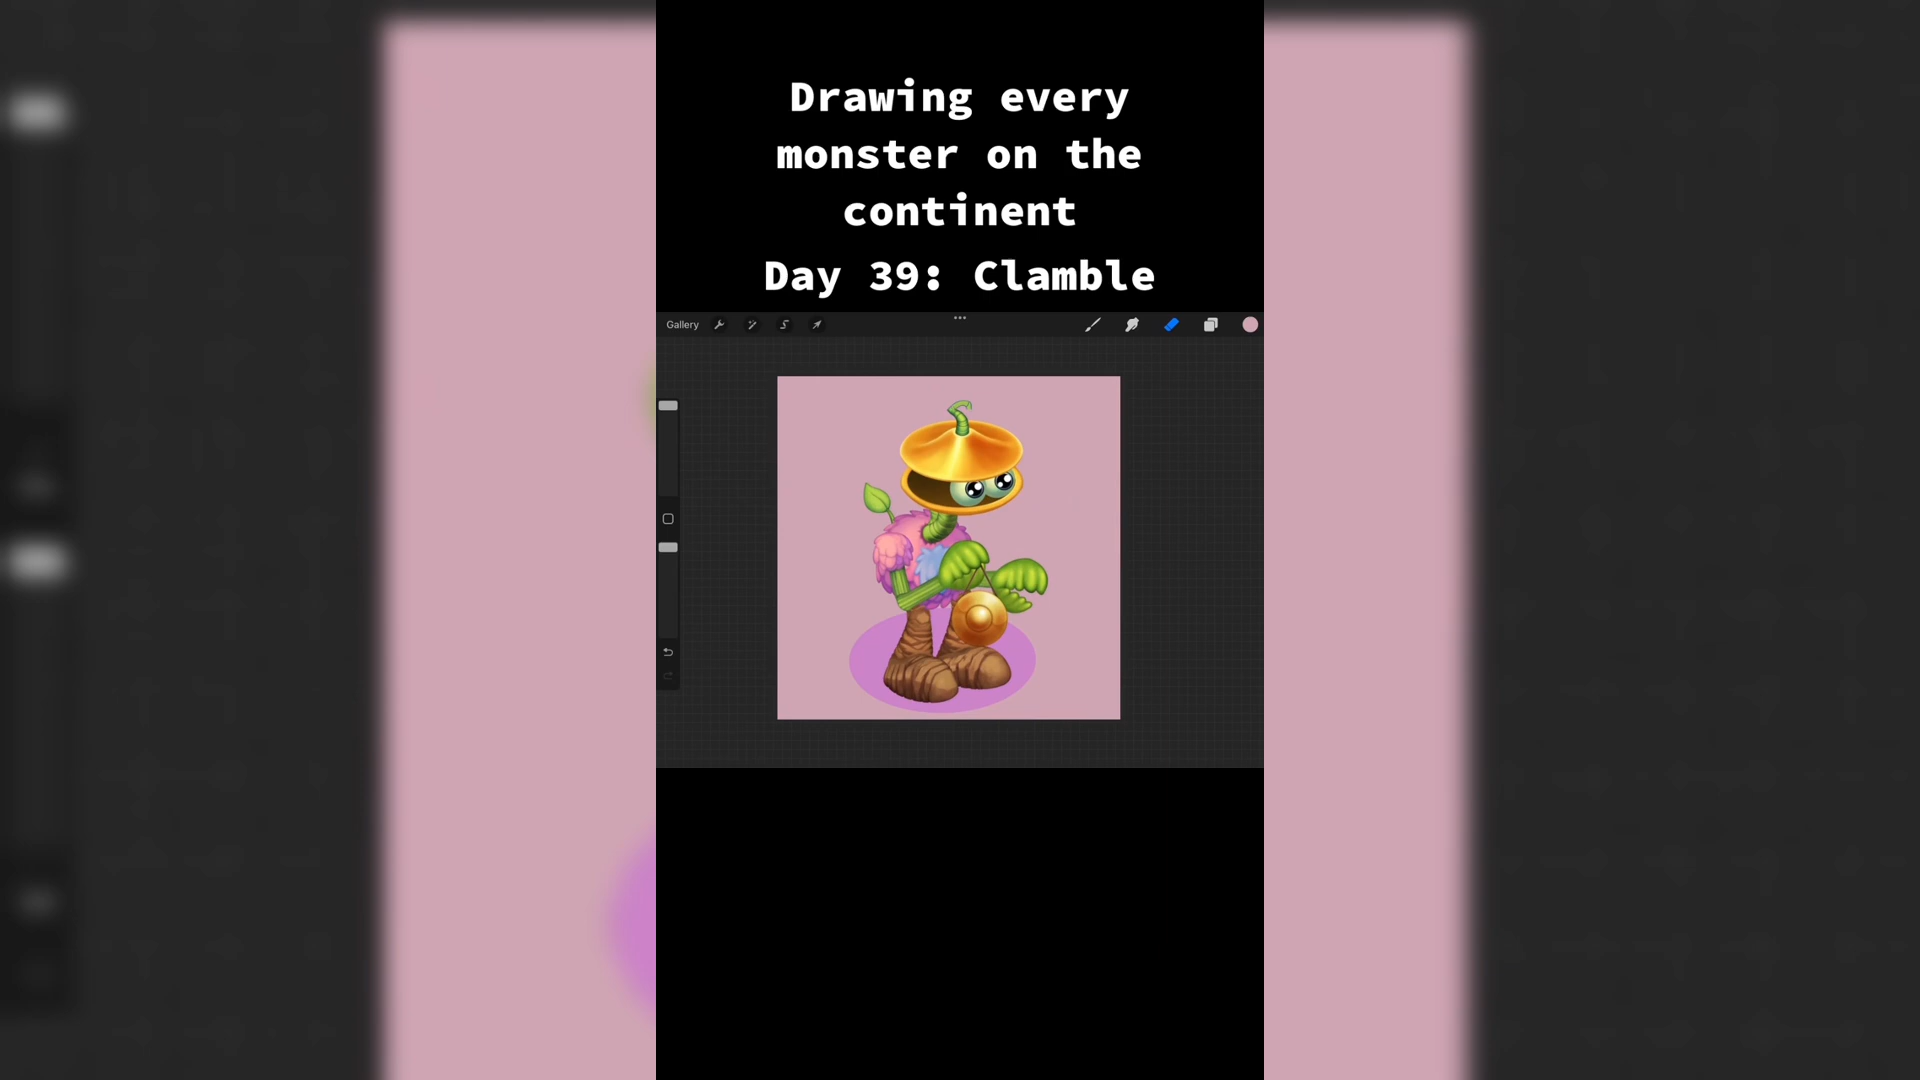 Drawing every
monster on the
continent
Day 39: Clamble
Gallery